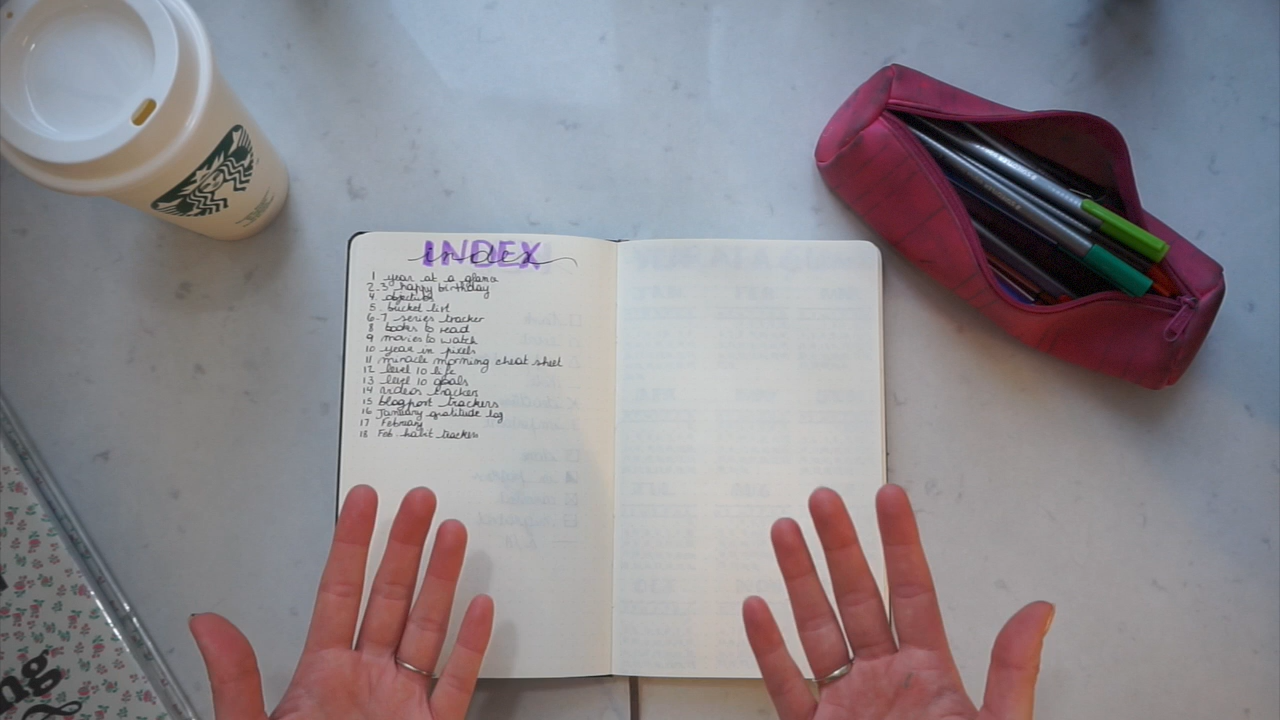 INDEX
index
1 year at a glance
2-3 happy birthday
4 objectives
5 bucket list
6-7 series tracker
8 books to read
9 movies to watch
10 year in pixels
11 miracle morning cheat sheet
12 level 10 life
13 level 10 goals
14 videos tracker
15 blogpost trackers
16 January gratitude log
17 February
18 Feb. habit trackers
ng
&